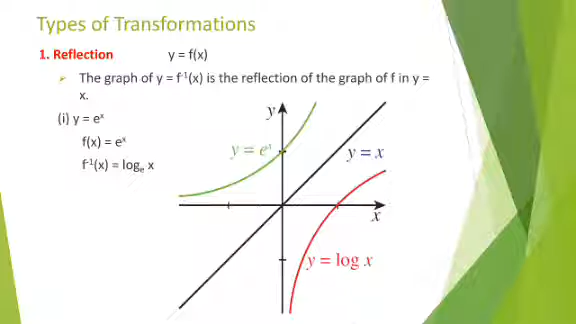 Types of Transformations
1. Reflection y = f(x)
➢ The graph of y = f⁻¹(x) is the reflection of the graph of f in y =
x.
(i) y = eˣ
f(x) = eˣ
f⁻¹(x) = logₑ x
y
y = eˣ
y = x
x
y = log x